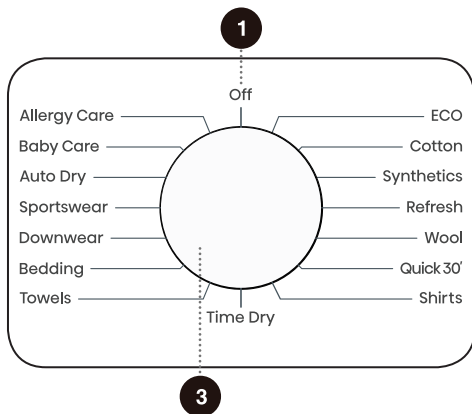 1
Off
Allergy Care
ECO
Baby Care
Cotton
Auto Dry
Synthetics
Sportswear
Refresh
Downwear
Wool
Bedding
Quick 30'
Towels
Shirts
Time Dry
3